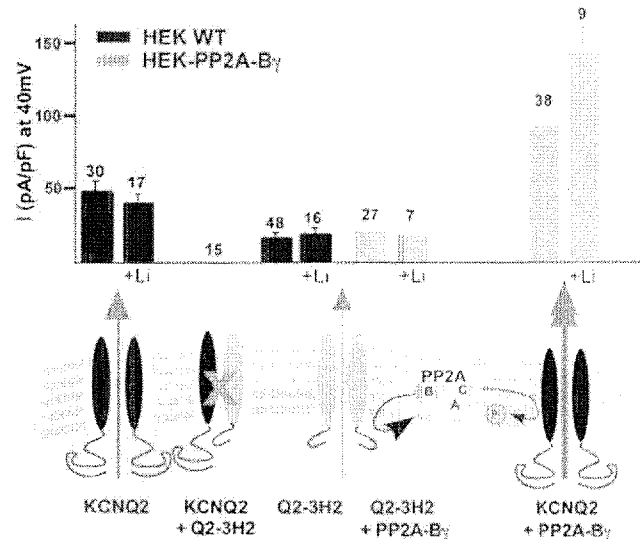 150
100
50
I (pA/pF) at 40mV
HEK WT
HEK-PP2A-Bγ
30
17
15
48
16
27
7
38
9
+Li
+Li
+Li
+Li
PP2A
B
C
A
KCNQ2
KCNQ2
+ Q2-3H2
Q2-3H2
Q2-3H2
+ PP2A-Bγ
KCNQ2
+ PP2A-Bγ